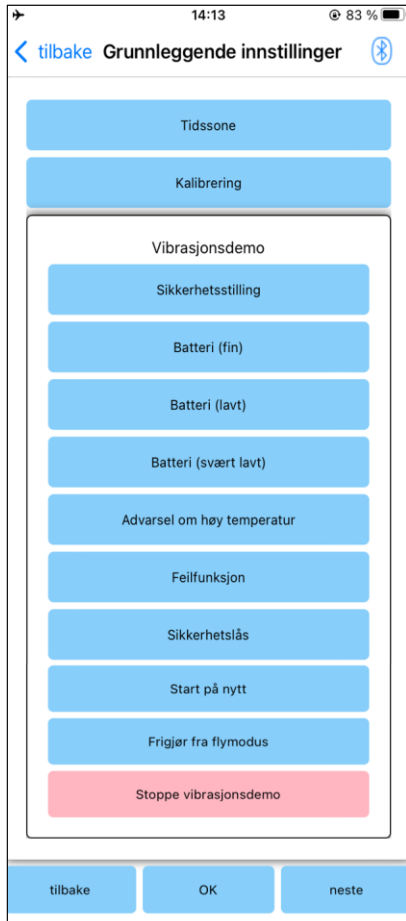 14:13
83 %
tilbake Grunnleggende innstillinger
Tidssone
Kalibrering
Vibrasjonsdemo
Sikkerhetsstilling
Batteri (fin)
Batteri (lavt)
Batteri (svært lavt)
Advarsel om høy temperatur
Feilfunksjon
Sikkerhetslås
Start på nytt
Frigjør fra flymodus
Stoppe vibrasjonsdemo
tilbake
OK
neste